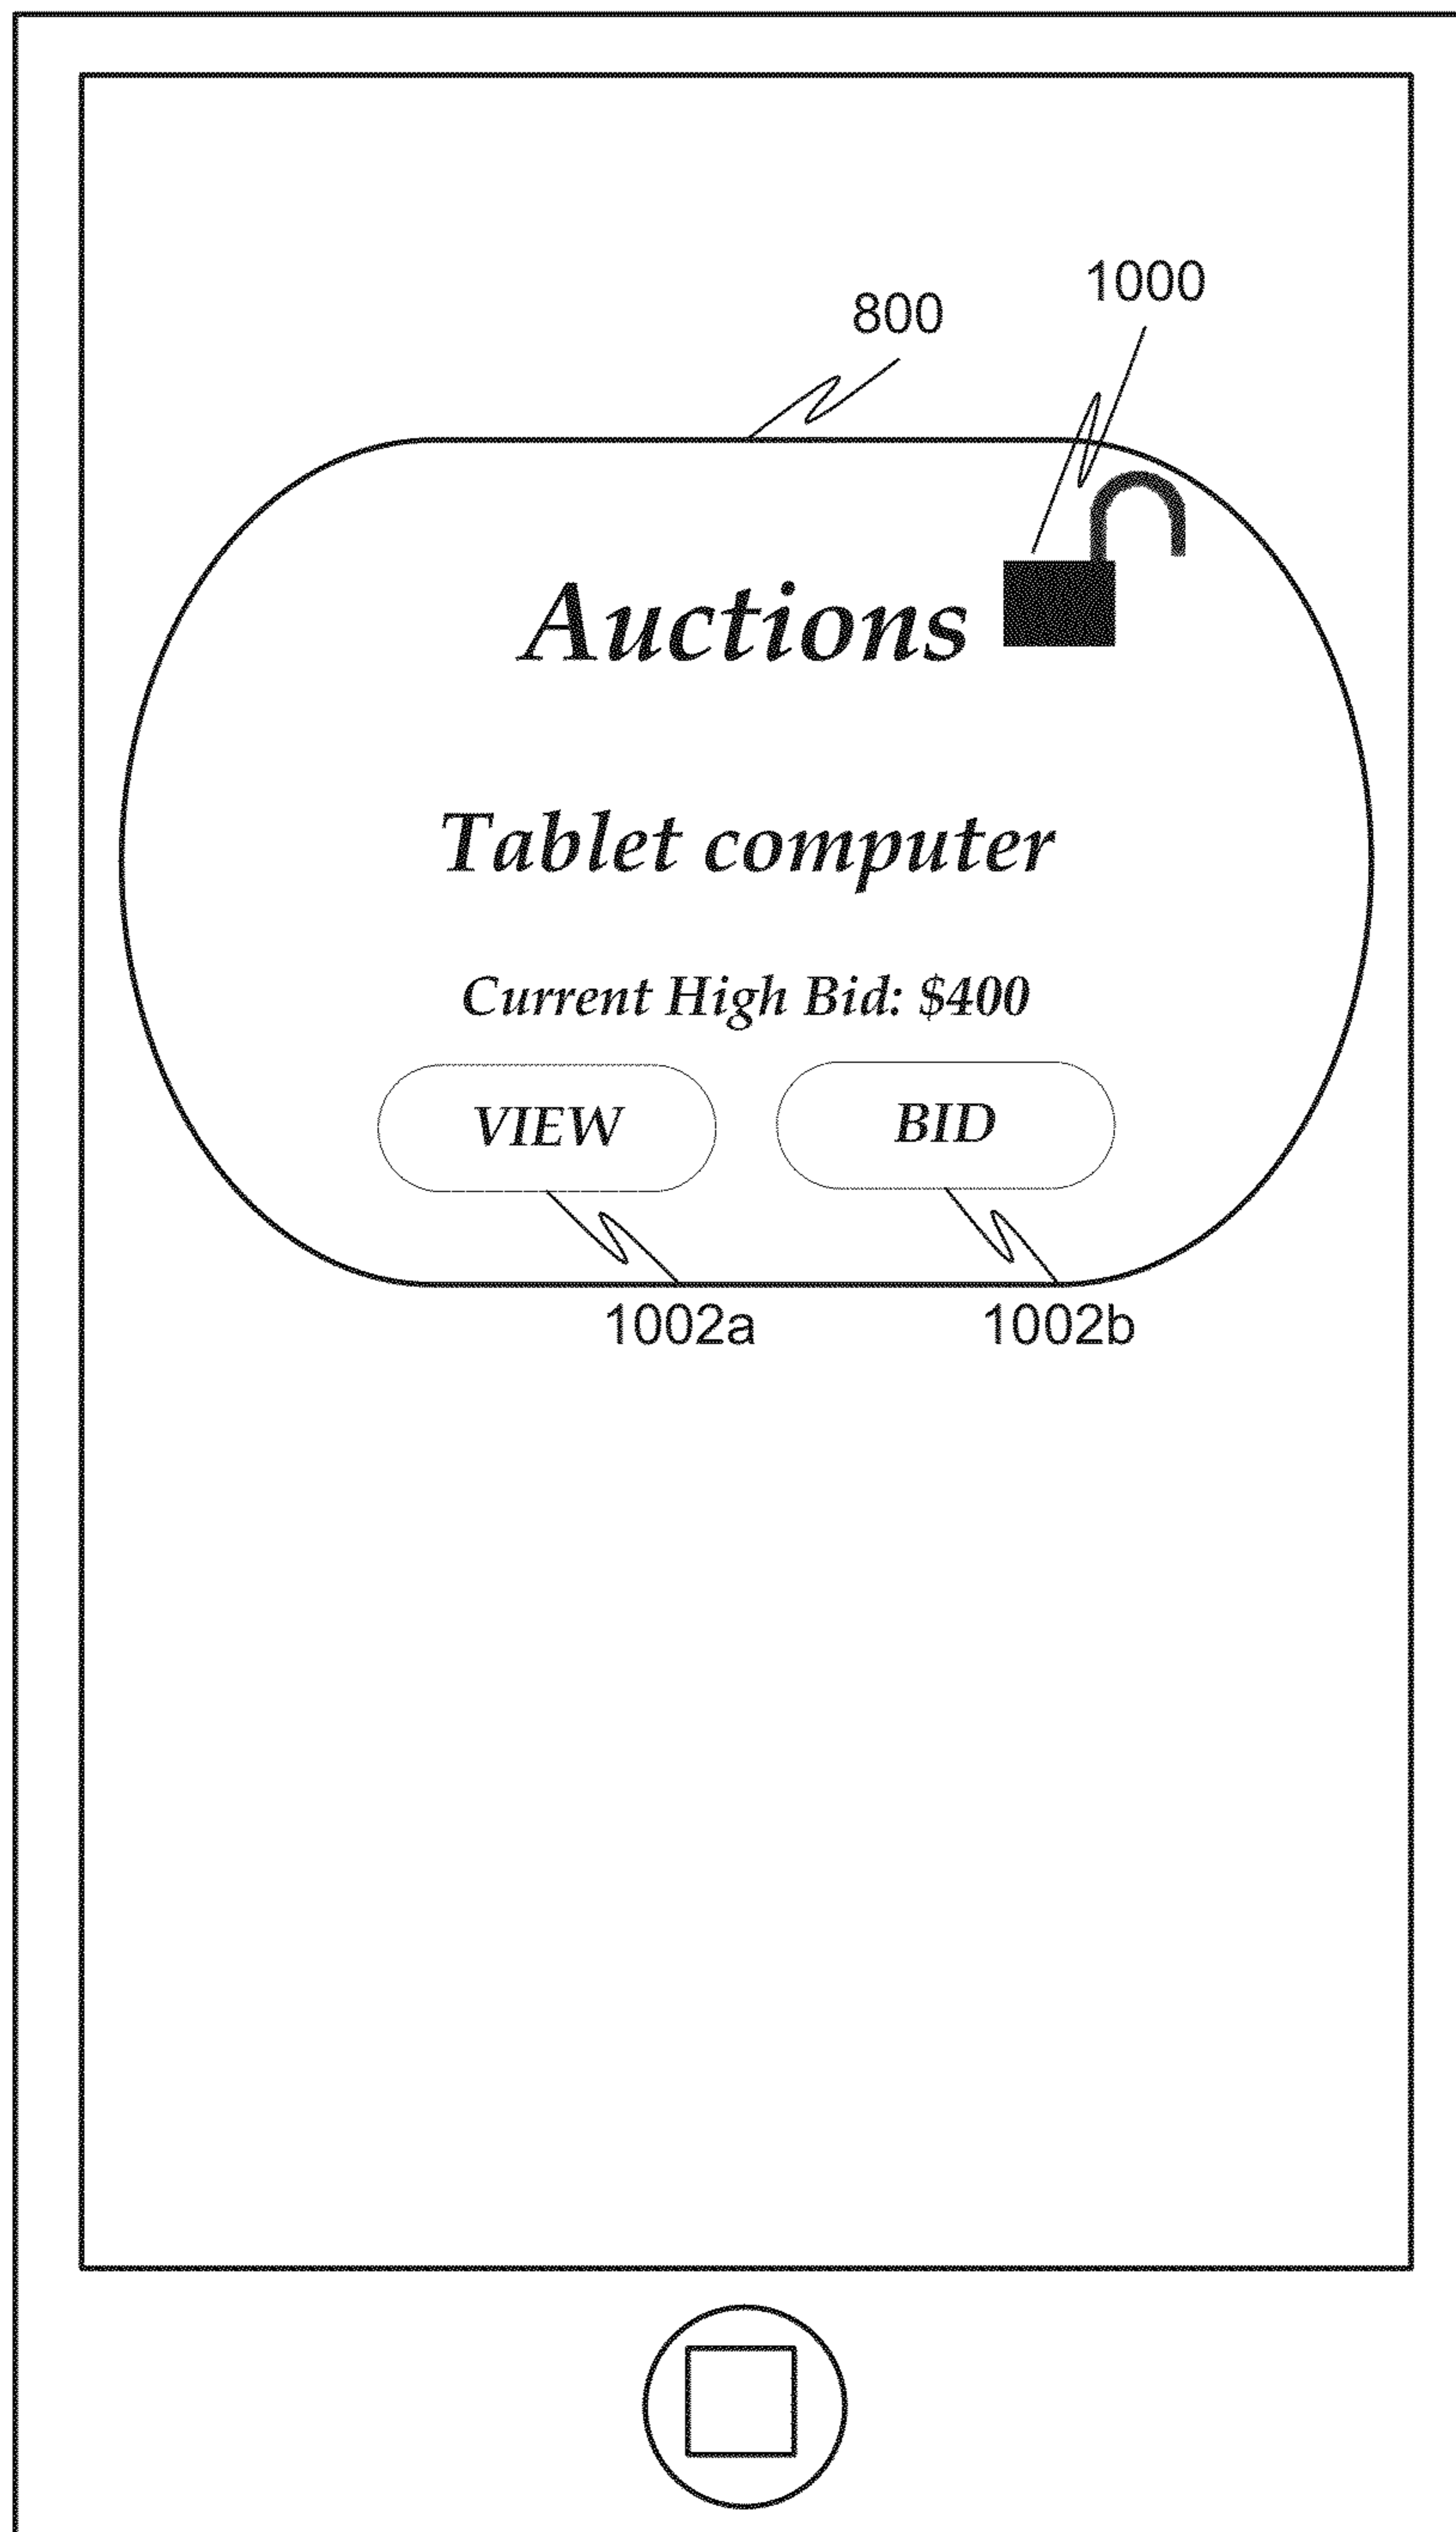 1000
800
Auctions
Tablet computer
Current High Bid: $400
VIEW BID
1002a 1002b